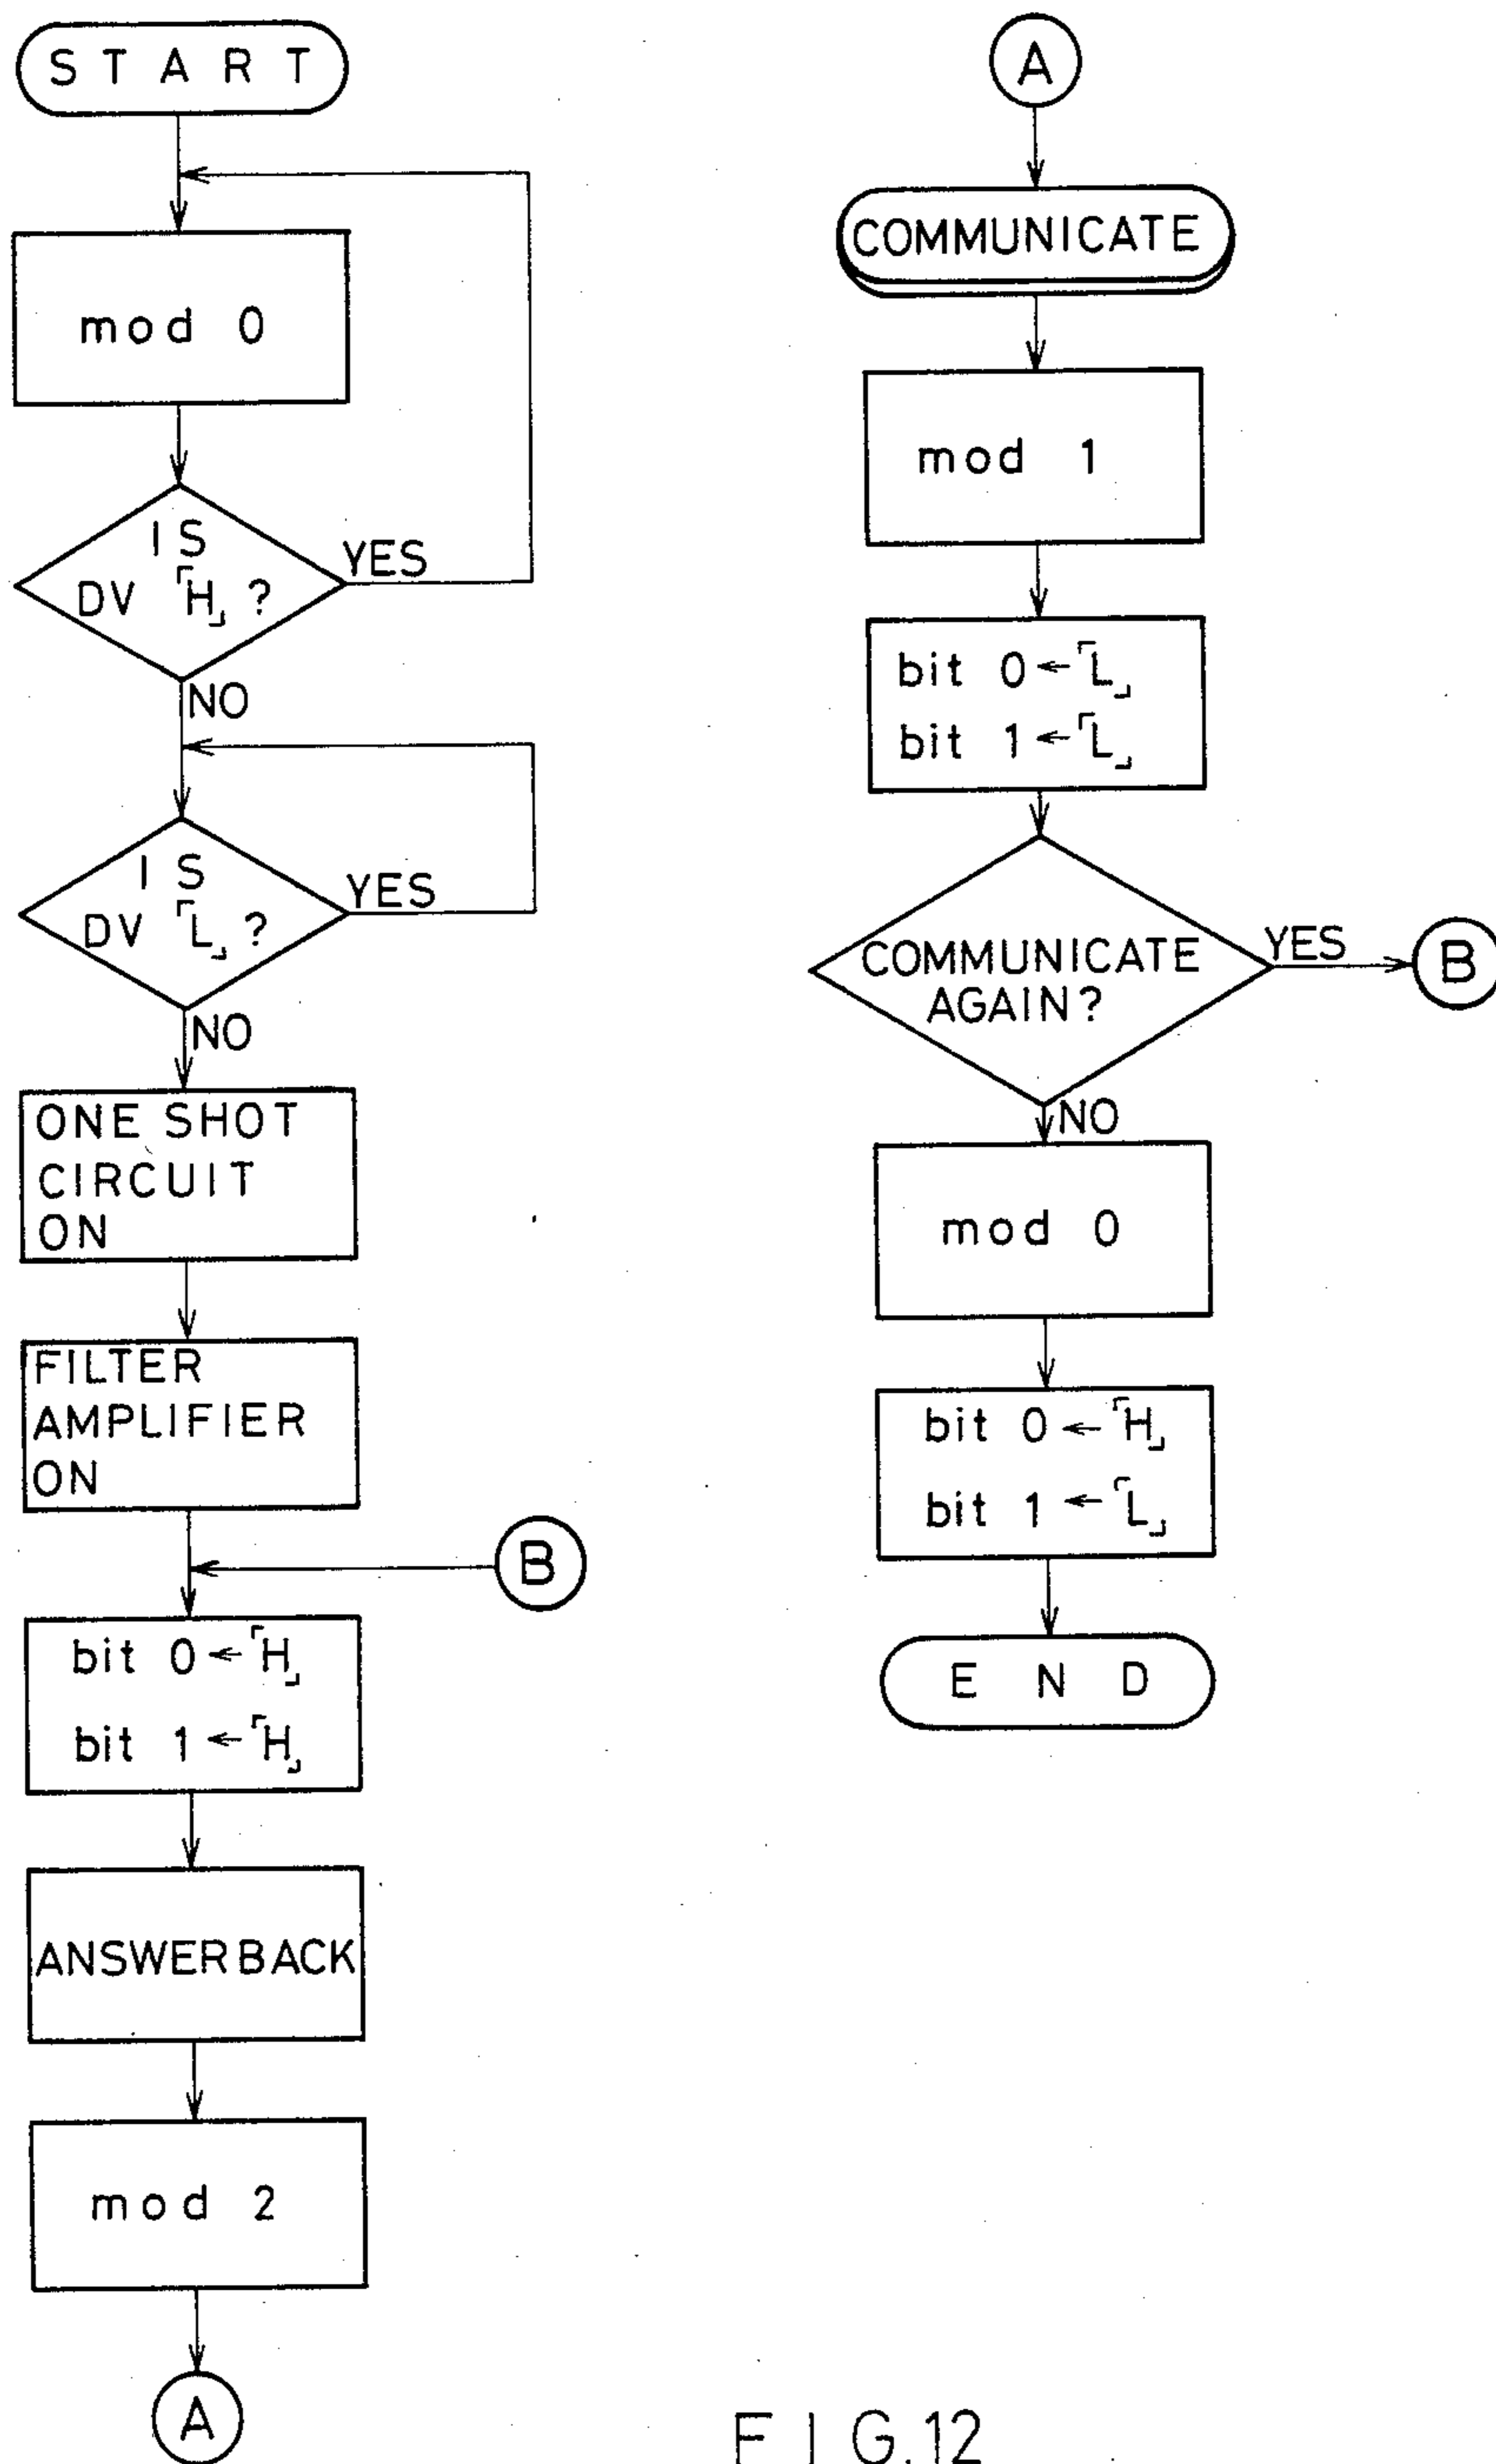 START
mod 0
IS
DV 「H」 ?
YES
NO
IS
DV 「L」 ?
YES
NO
ONE SHOT
CIRCUIT
ON
FILTER
AMPLIFIER
ON
B
bit 0←「H」
bit 1←「H」
ANSWERBACK
mod 2
A
A
COMMUNICATE
mod 1
bit 0←「L」
bit 1←「L」
COMMUNICATE
AGAIN?
YES
B
NO
mod 0
bit 0←「H」
bit 1←「L」
END
FIG.12